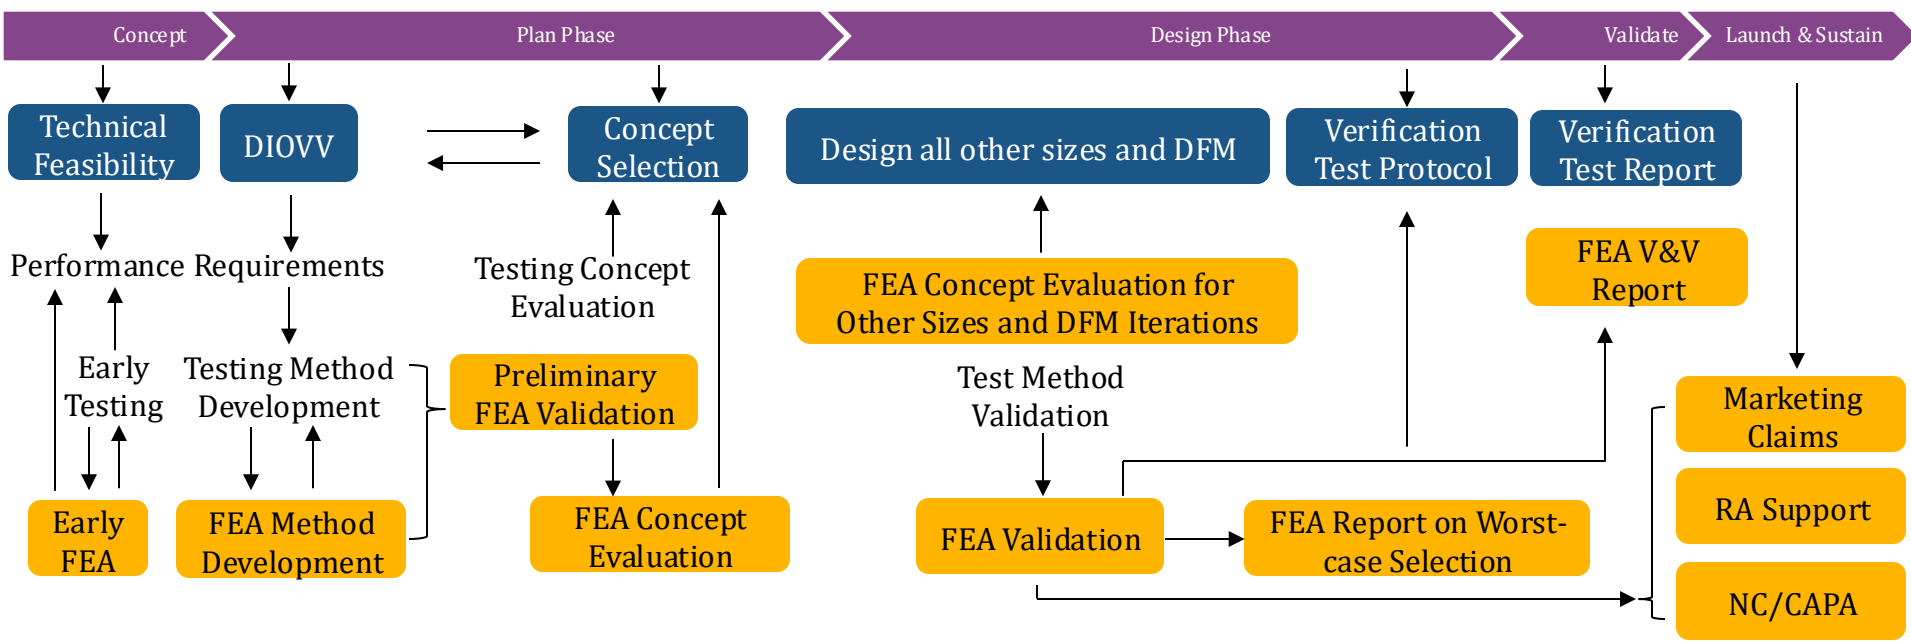 Concept
Plan Phase
Design Phase
Validate
Launch & Sustain
Technical
Feasibility
DIOVV
Concept
Selection
Design all other sizes and DFM
Verification
Test Protocol
Verification
Test Report
Performance Requirements
Testing Concept
Evaluation
FEA Concept Evaluation for
Other Sizes and DFM Iterations
FEA V&V
Report
Early
Testing
Testing Method
Development
Preliminary
FEA Validation
Test Method
Validation
Marketing
Claims
Early
FEA
FEA Method
Development
FEA Concept
Evaluation
FEA Validation
FEA Report on Worst-
case Selection
RA Support
NC/CAPA